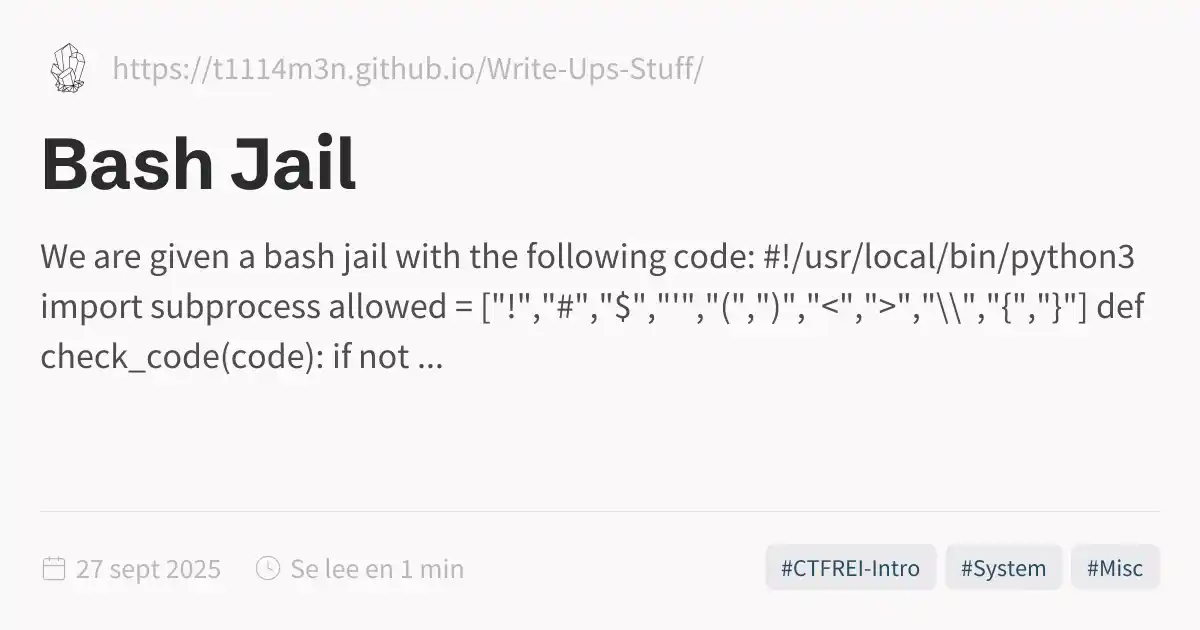 https://t1114m3n.github.io/Write-Ups-Stuff/
Bash Jail
We are given a bash jail with the following code: #!/usr/local/bin/python3
import subprocess allowed = ["!","#","$","'","(",")","<",">","\\","{","}"] def
check_code(code): if not ...
27 sept 2025
Se lee en 1 min
#CTFREI-Intro
#System
#Misc